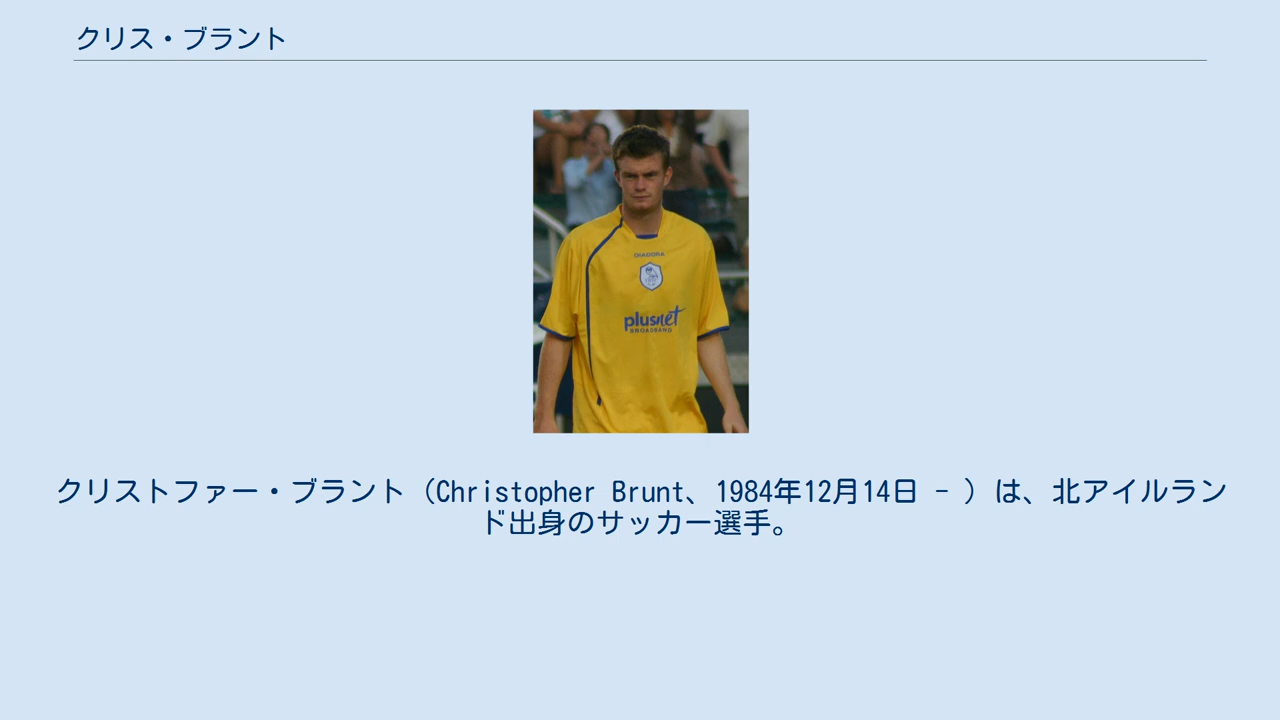 クリス・ブラント
DIADORA
plusnet
BROADBAND
クリストファー・ブラント（Christopher Brunt、1984年12月14日 - ）は、北アイルラン
ド出身のサッカー選手。